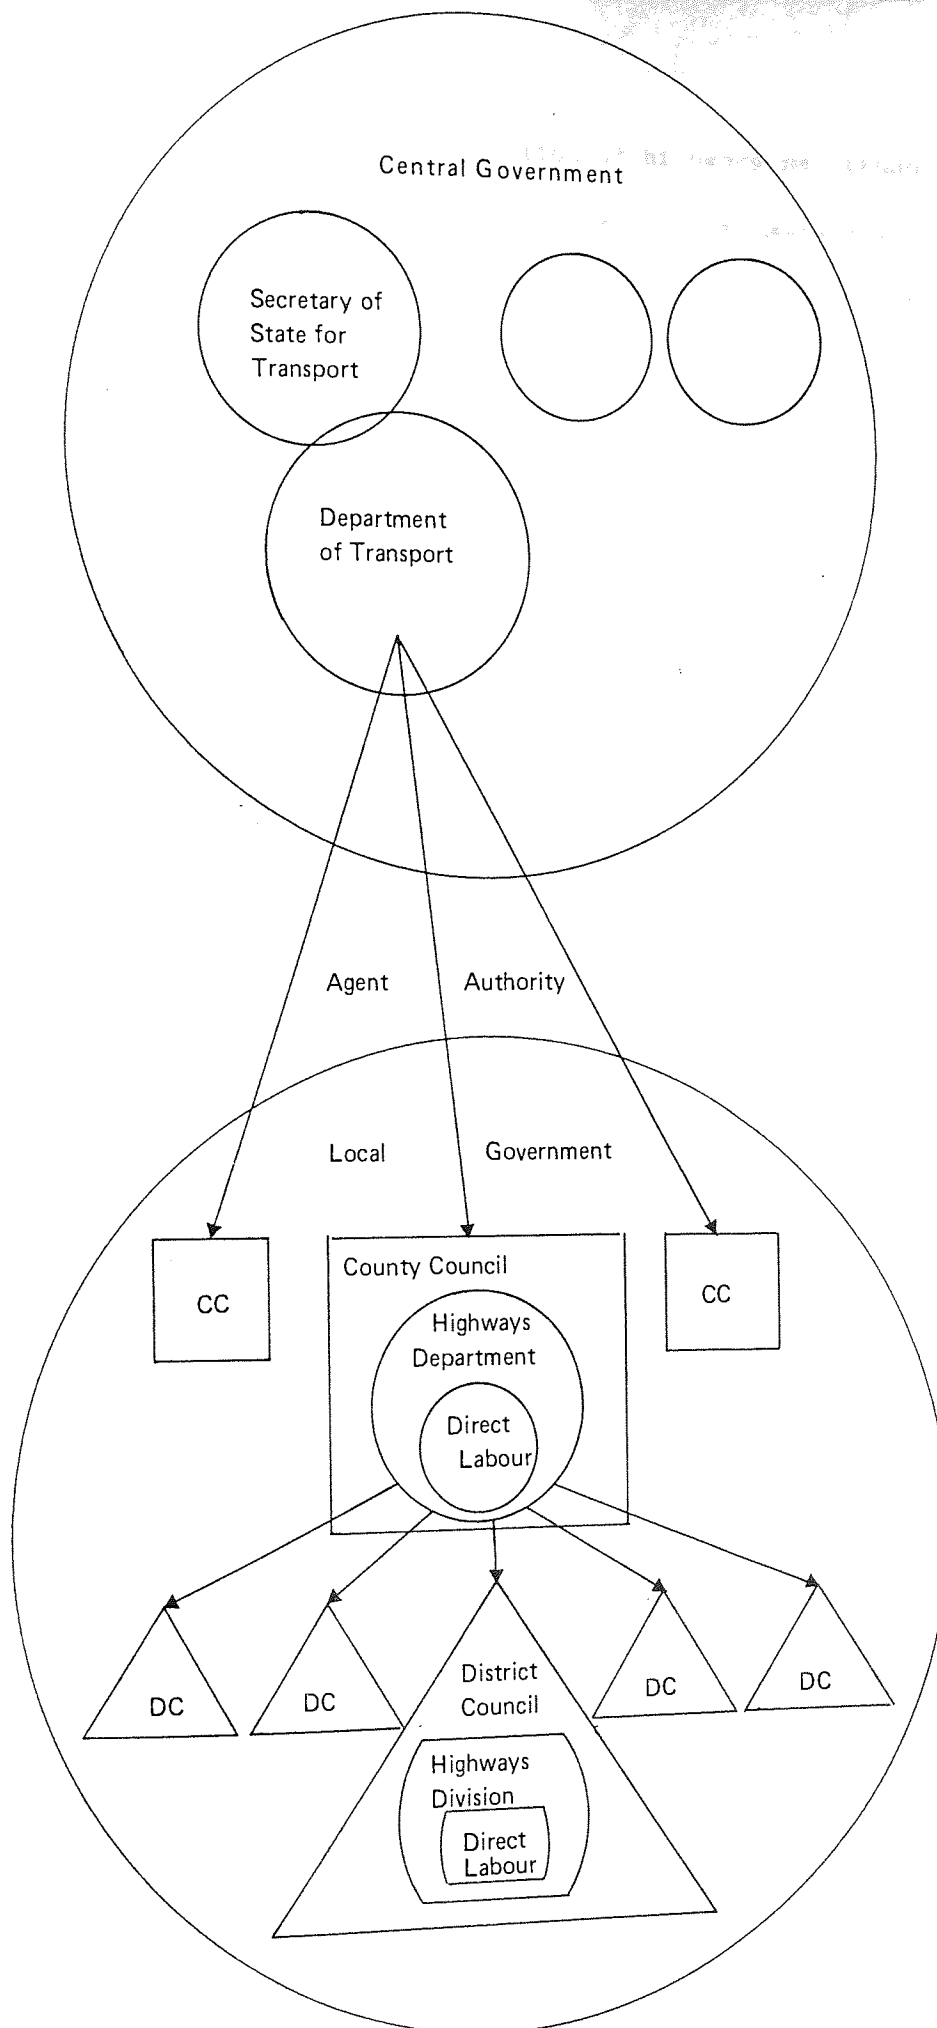 Central Government
Secretary of
State for
Transport
Department
of Transport
Agent Authority
Local Government
CC
County Council
CC
Highways
Department
Direct
Labour
DC
DC
District
Council
DC
DC
Highways
Division
Direct
Labour